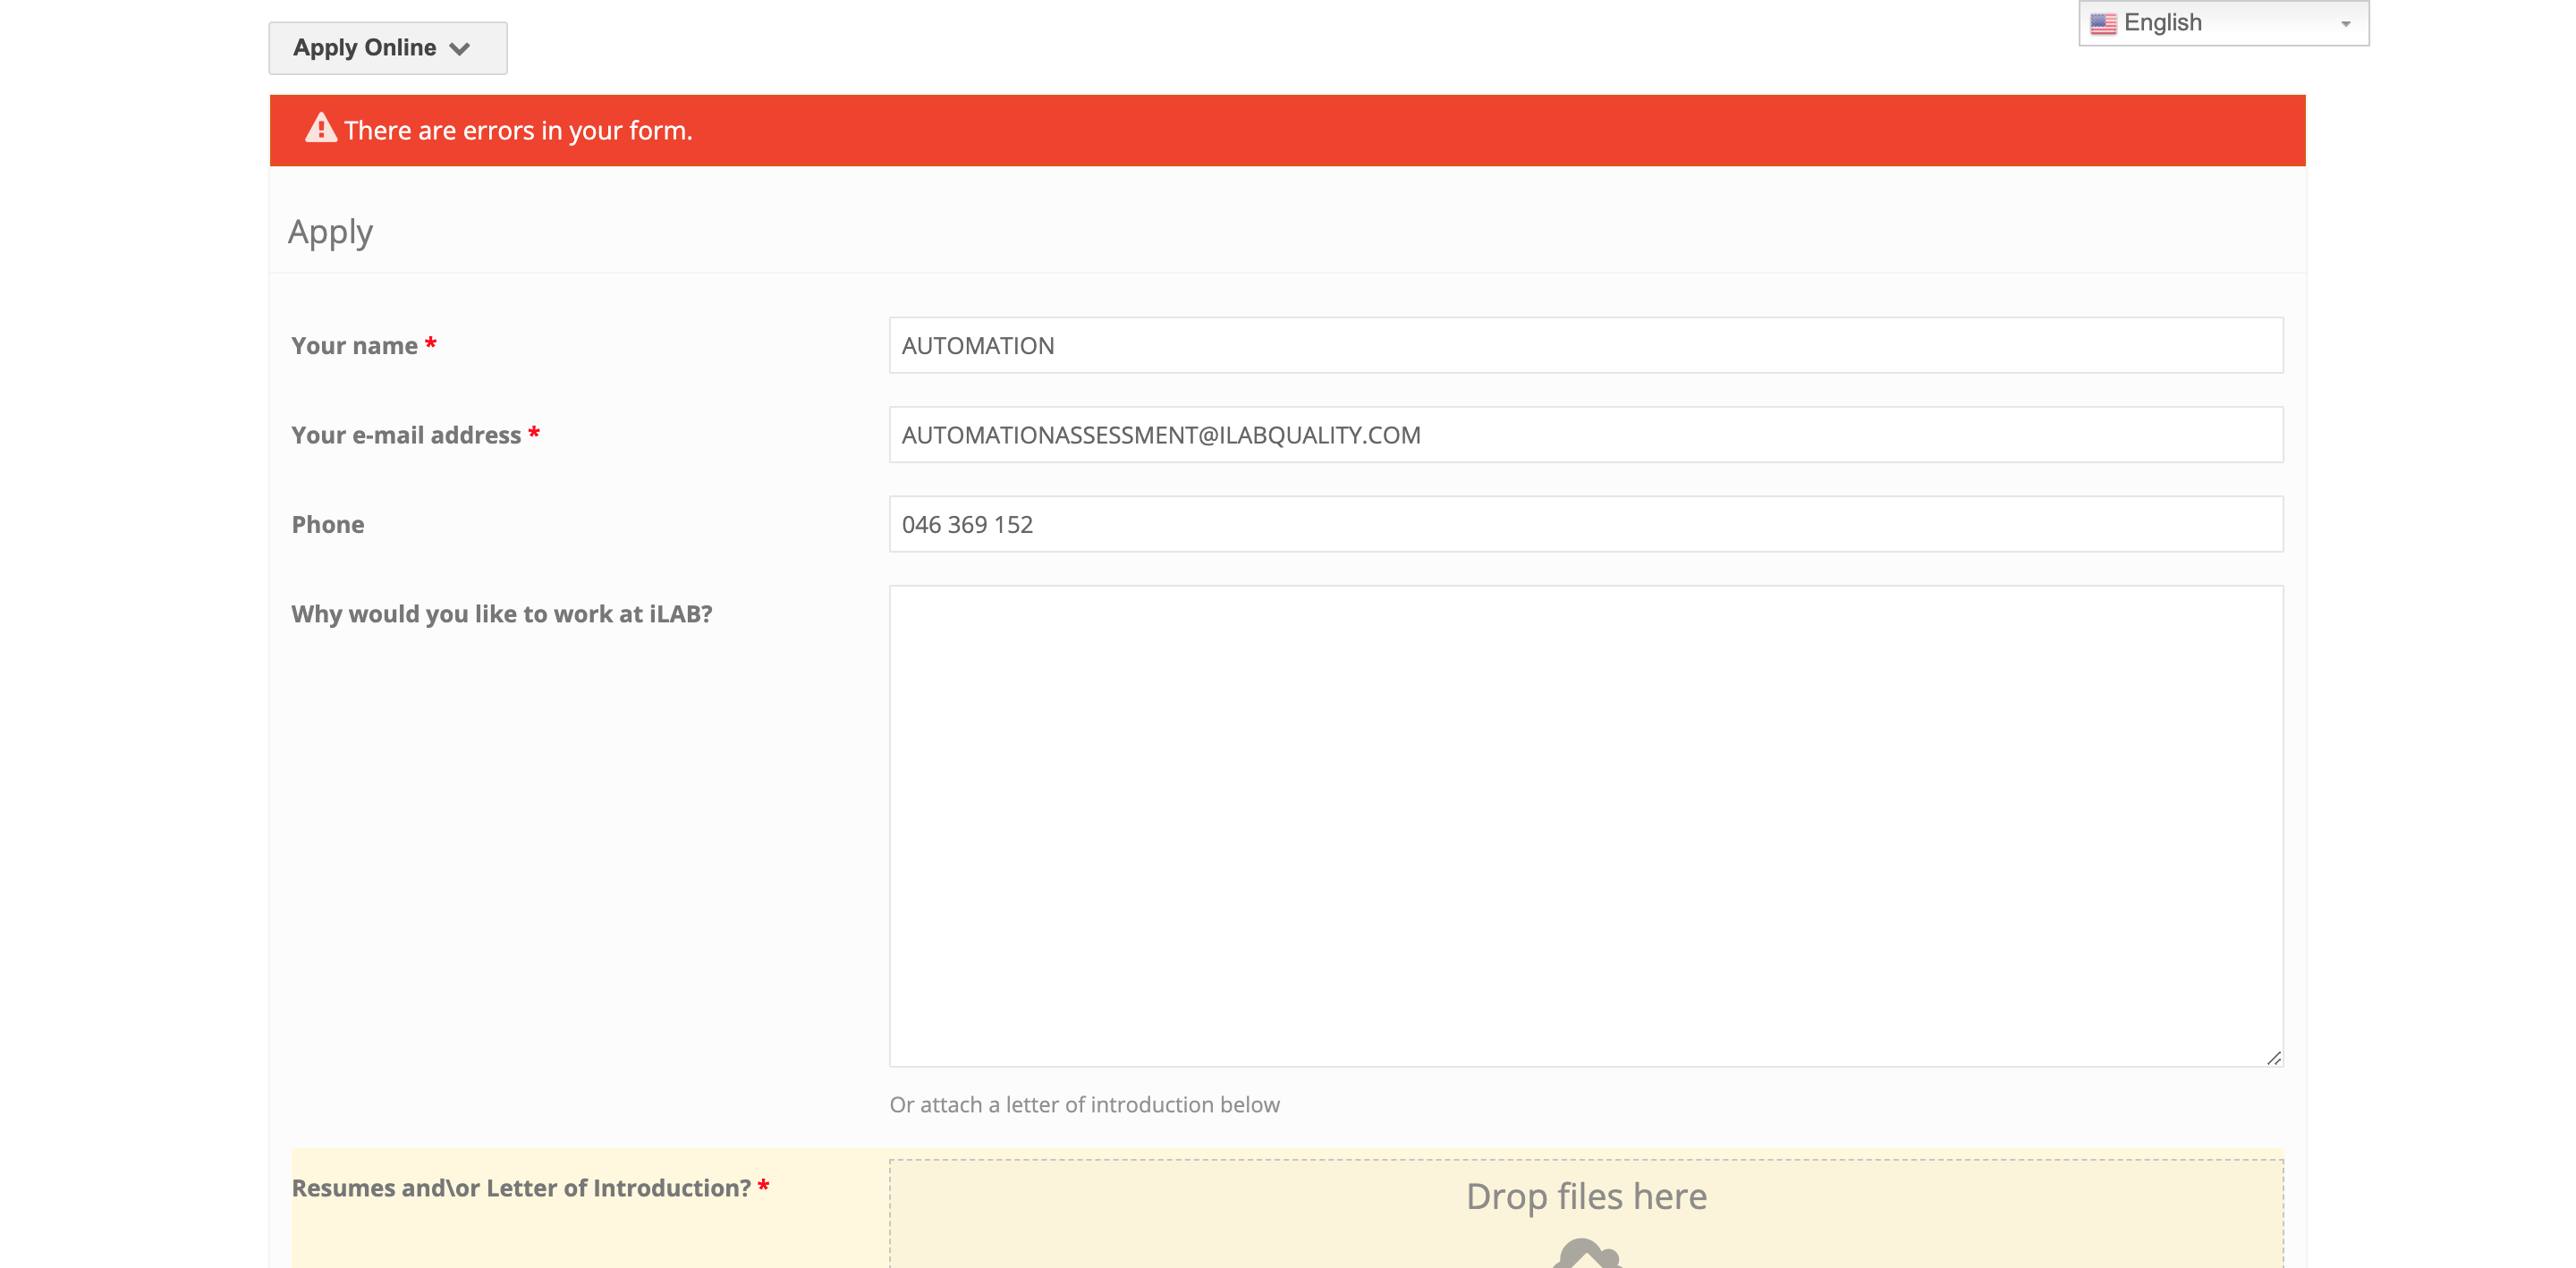 Apply Online
English
There are errors in your form.
Apply
Your name *
AUTOMATION
Your e-mail address *
AUTOMATIONASSESSMENT@ILABQUALITY.COM
Phone
046 369 152
Why would you like to work at iLAB?
Or attach a letter of introduction below
Resumes and\or Letter of Introduction? *
Drop files here